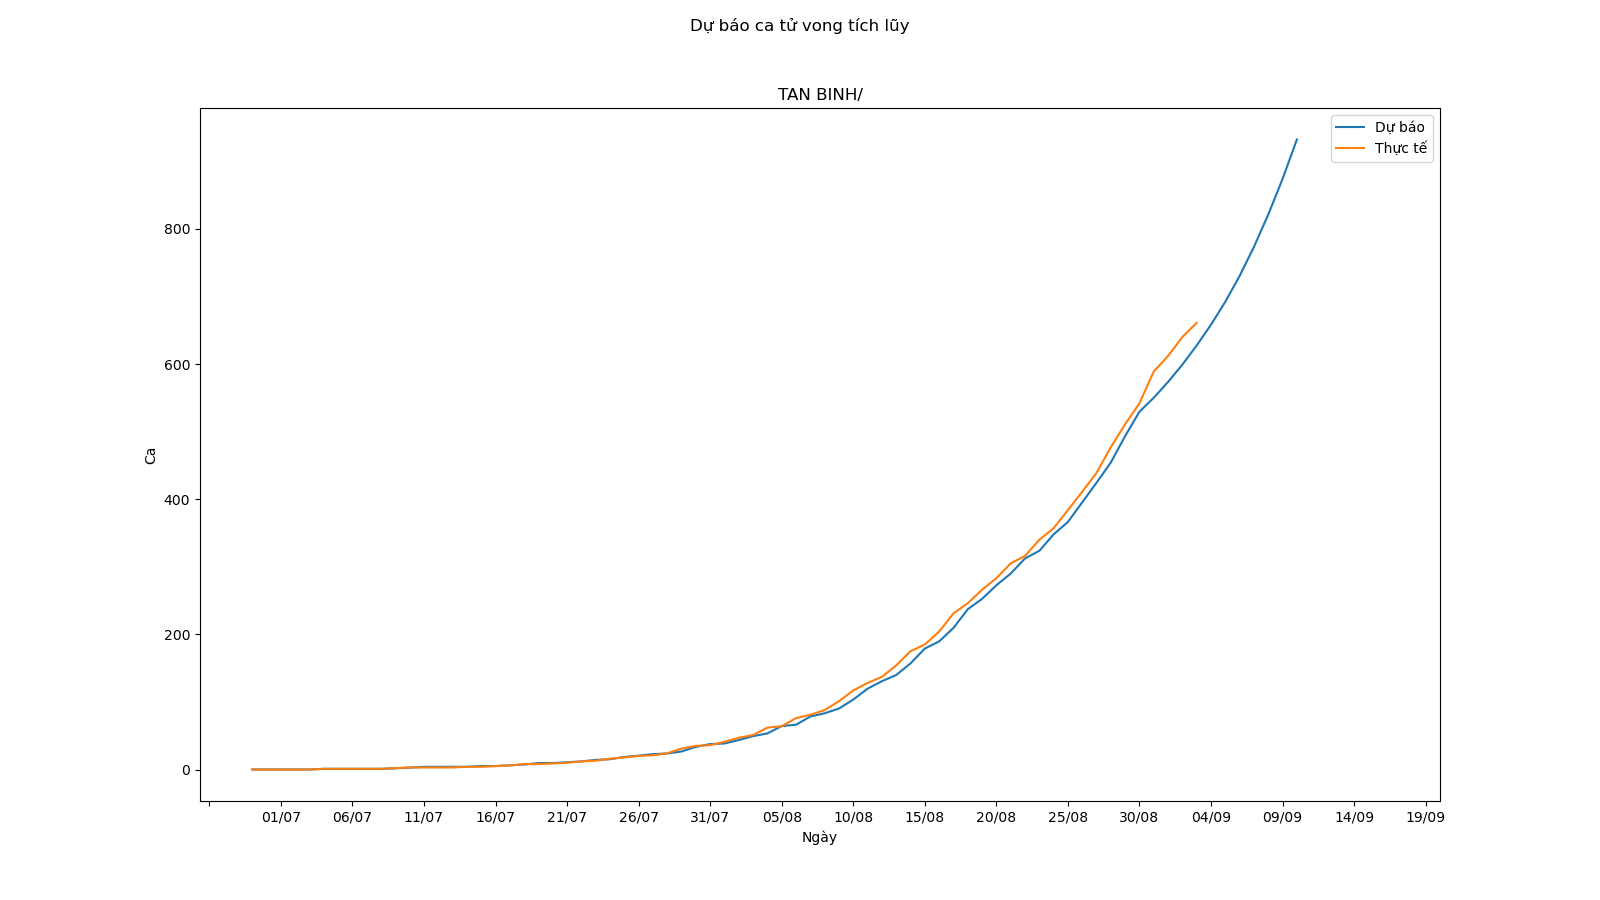 Dự báo ca tử vong tích lũy
TAN BINH/
Dự báo
Thực tế
800
600
400
200
0
Ca
01/07 06/07 11/07 16/07 21/07 26/07 31/07 05/08 10/08 15/08 20/08 25/08 30/08 04/09 09/09 14/09 19/09
Ngày